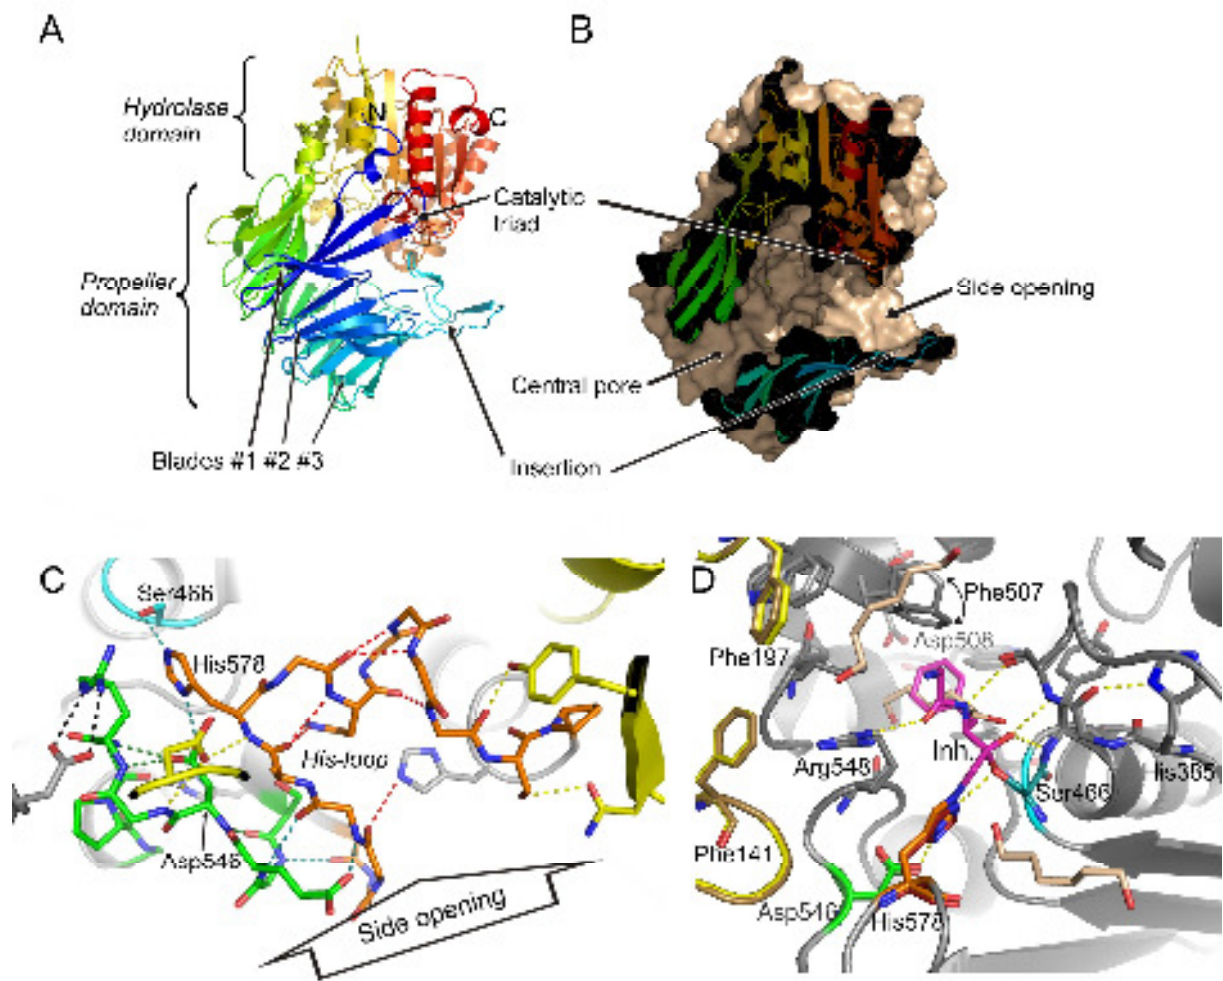 A
B
Hydrolase
domain
N
C
Catalytic
triad
Propeller
domain
Side opening
Central pore
Blades #1 #2 #3
Insertion
C
Ser466
His578
His-loop
Asp546
Side opening
D
Phe507
Asp508
Phe197
Inh.
Arg548
His385
Ser466
Phe141
Asp546
His578